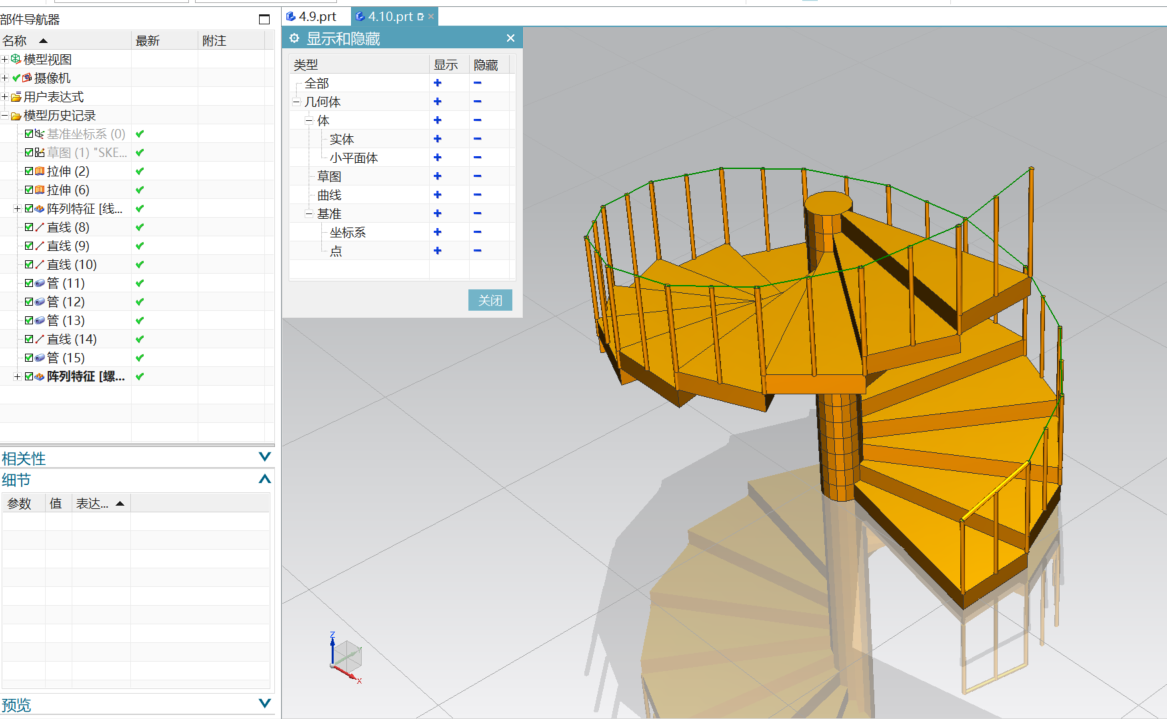 4.9.prt
4.10.prt
部件导航器
名称 最新 附注
模型视图
摄像机
用户表达式
模型历史记录
基准坐标系 (0)
草图 (1) "SKE...
拉伸 (2)
拉伸 (6)
阵列特征 [线...
直线 (8)
直线 (9)
直线 (10)
管 (11)
管 (12)
管 (13)
直线 (14)
管 (15)
阵列特征 [螺...
相关性
细节
参数 值 表达...
预览
显示和隐藏
类型 显示 隐藏
全部
几何体
体
实体
小平面体
草图
曲线
基准
坐标系
点
关闭
Z
X